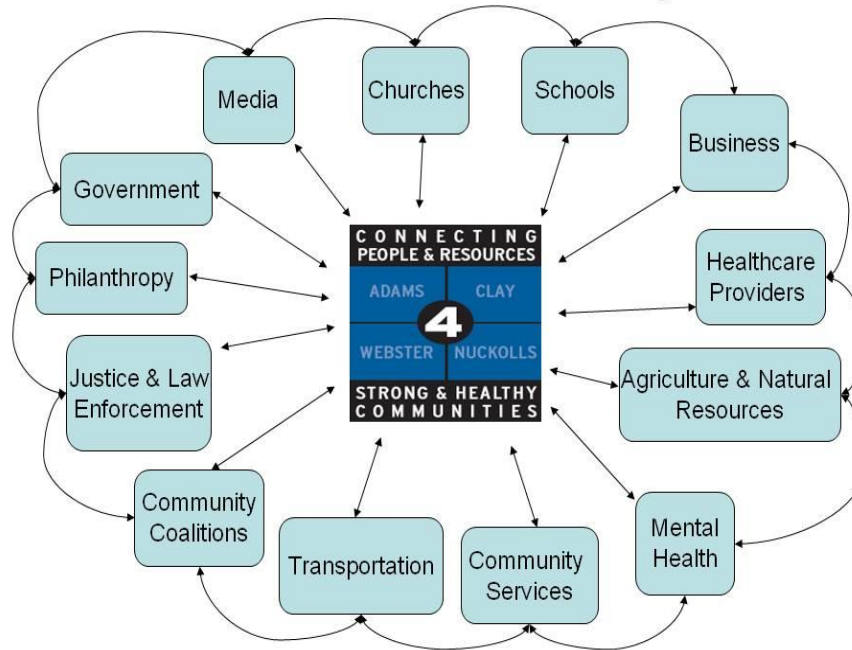 Media
Churches
Schools
Business
Government
Philanthropy
Healthcare
Providers
Justice & Law
Enforcement
Agriculture & Natural
Resources
Community
Coalitions
Transportation
Community
Services
Mental
Health
CONNECTING
PEOPLE & RESOURCES
ADAMS CLAY
4
WEBSTER NUCKOLLS
STRONG & HEALTHY
COMMUNITIES